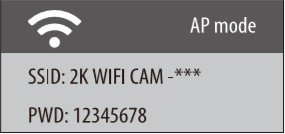 AP mode
SSID: 2K WIFI CAM -***
PWD: 12345678